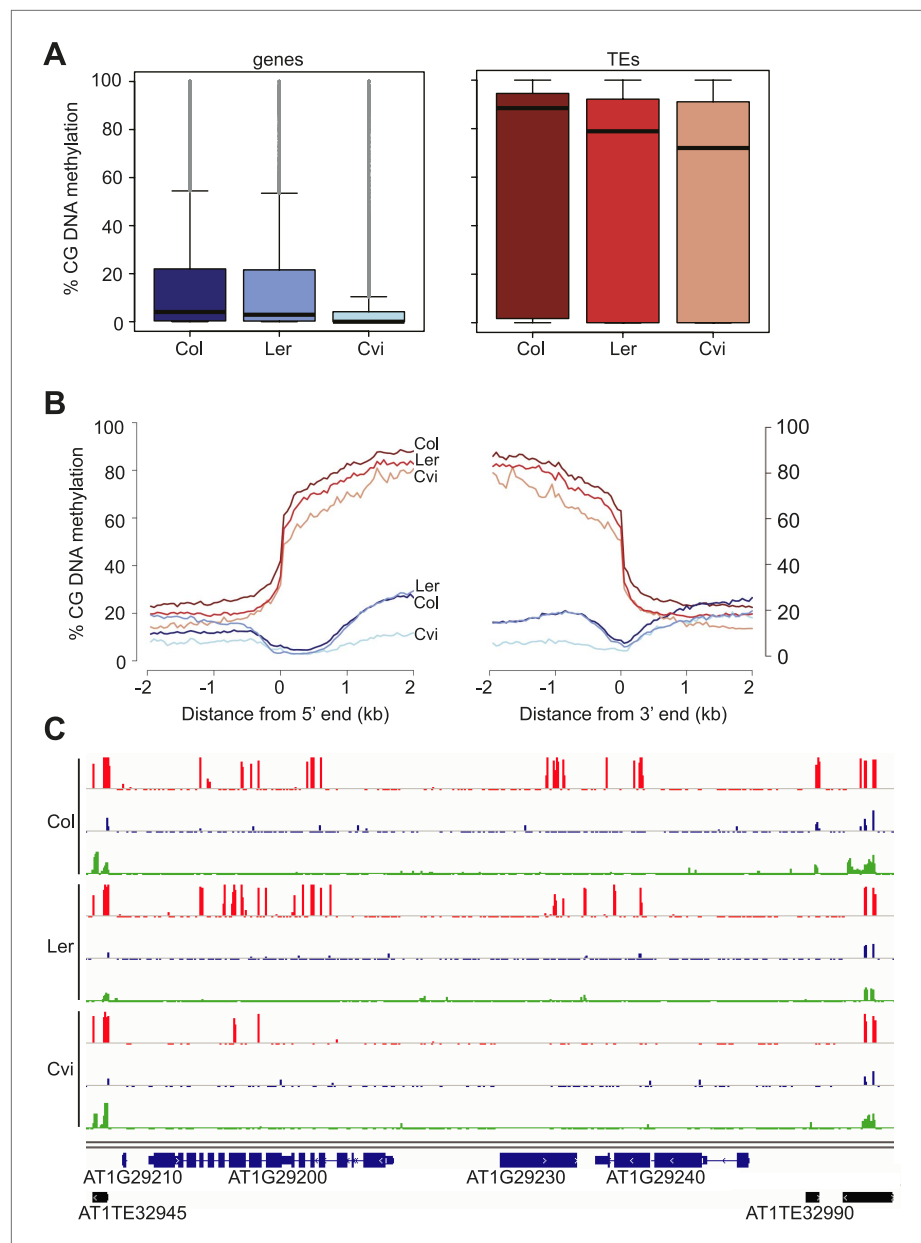 A
genes
TEs
% CG DNA methylation
100
80
60
40
20
0
Col
Ler
Cvi
Col
Ler
Cvi
B
% CG DNA methylation
100
80
60
40
20
0
Col
Ler
Cvi
Ler
Col
Cvi
100
80
60
40
20
0
-2
-1
0
1
2
-2
-1
0
1
2
Distance from 5' end (kb)
Distance from 3' end (kb)
C
Col
Ler
Cvi
AT1G29210
AT1G29200
AT1G29230
AT1G29240
AT1TE32945
AT1TE32990